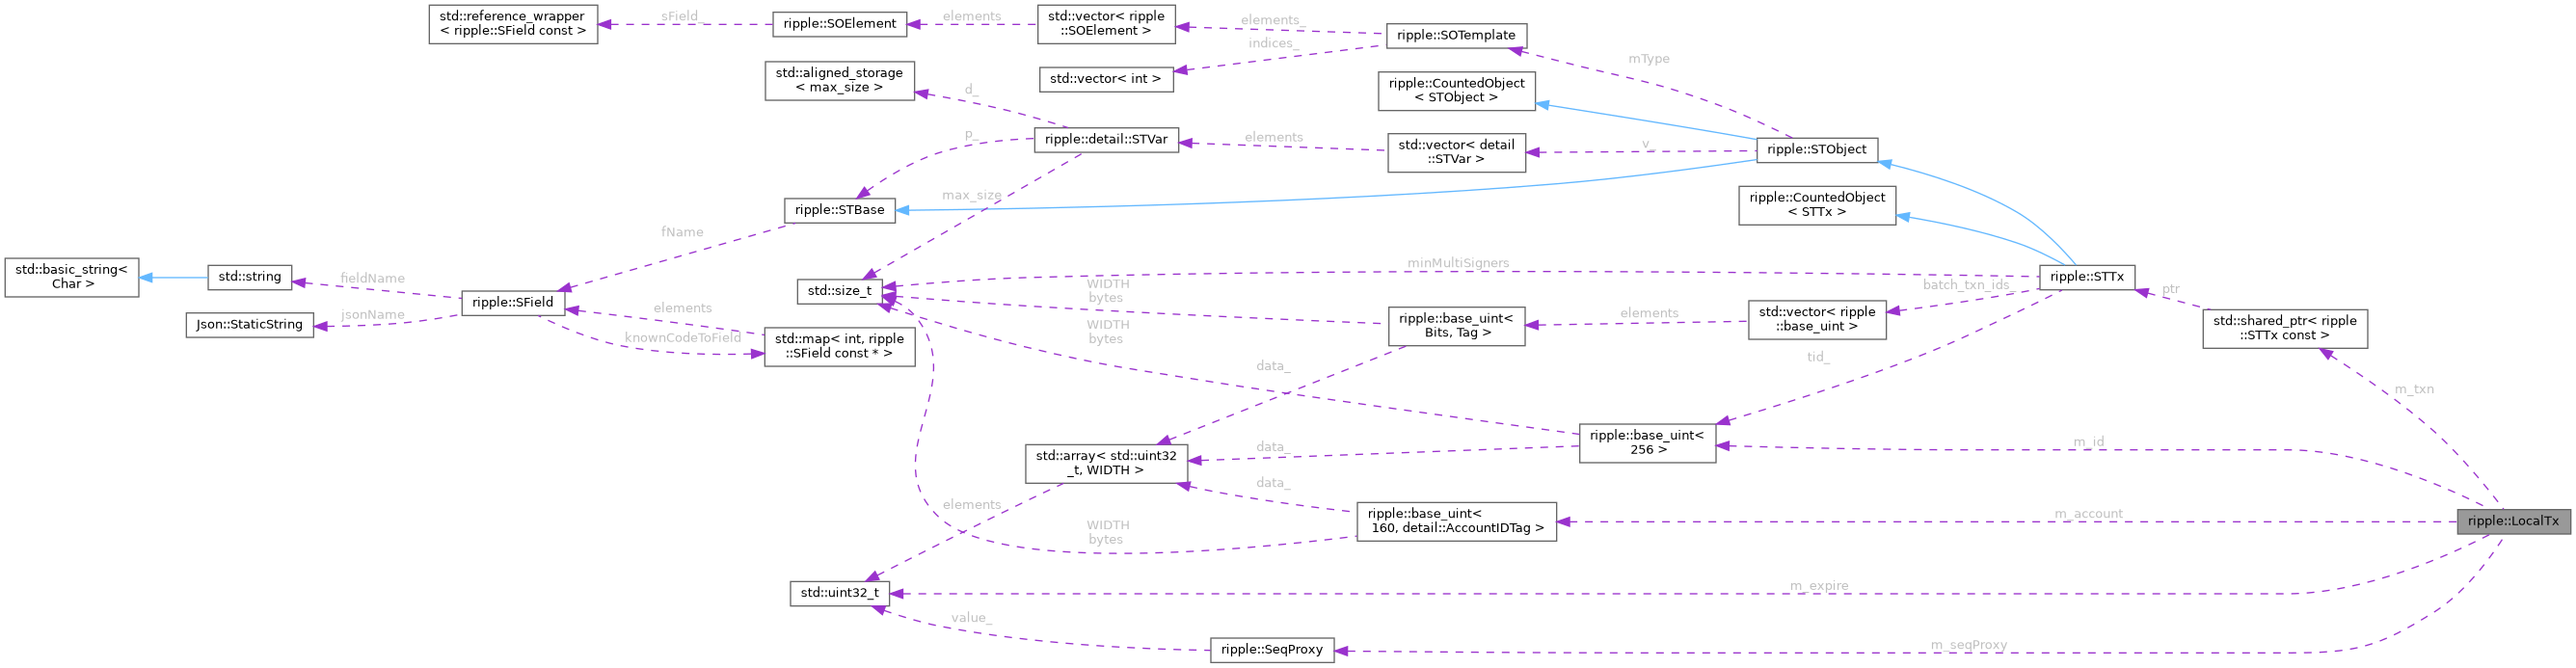 std::reference_wrapper
< ripple::SField const >
sField_
ripple::SOElement
elements
std::vector< ripple
::SOElement >
elements_
ripple::SOTemplate
indices_
std::vector< int >
mType
std::aligned_storage
< max_size >
d_
ripple::CountedObject
< STObject >
p_
ripple::detail::STVar
elements
std::vector< detail
::STVar >
v_
ripple::STObject
ripple::STBase
max_size
ripple::CountedObject
< STTx >
fName
std::basic_string<
Char >
std::string
fieldName
ripple::SField
jsonName
Json::StaticString
elements
knownCodeToField
std::map< int, ripple
::SField const * >
std::size_t
minMultiSigners
ripple::STTx
WIDTH
bytes
WIDTH
bytes
ripple::base_uint<
Bits, Tag >
elements
std::vector< ripple
::base_uint >
batch_txn_ids_
ptr
std::shared_ptr< ripple
::STTx const >
tid_
data_
m_txn
ripple::base_uint<
256 >
m_id
data_
std::array< std::uint32
_t, WIDTH >
data_
elements
WIDTH
bytes
ripple::base_uint<
160, detail::AccountIDTag >
m_account
ripple::LocalTx
std::uint32_t
m_expire
value_
ripple::SeqProxy
m_seqProxy